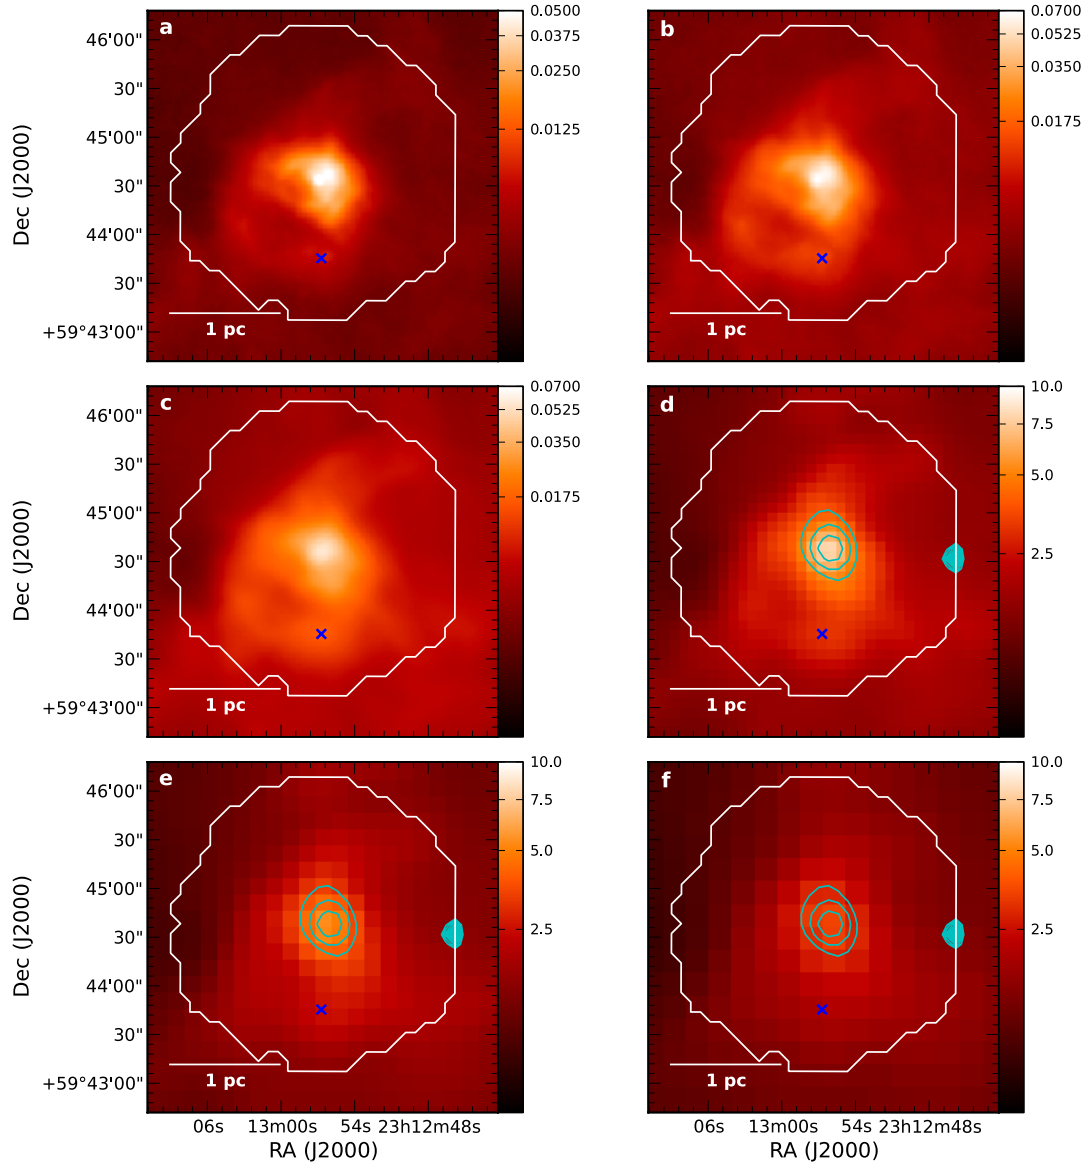 a
46'00"
30"
45'00"
30"
44'00"
30"
+59°43'00"
Dec (J2000)
1 pc
0.0500
0.0375
0.0250
0.0125
b
1 pc
0.0700
0.0525
0.0350
0.0175
c
46'00"
30"
45'00"
30"
44'00"
30"
+59°43'00"
Dec (J2000)
1 pc
0.0700
0.0525
0.0350
0.0175
d
1 pc
10.0
7.5
5.0
2.5
e
46'00"
30"
45'00"
30"
44'00"
30"
+59°43'00"
Dec (J2000)
1 pc
10.0
7.5
5.0
2.5
06s 13m00s 54s 23h12m48s
RA (J2000)
f
1 pc
10.0
7.5
5.0
2.5
06s 13m00s 54s 23h12m48s
RA (J2000)